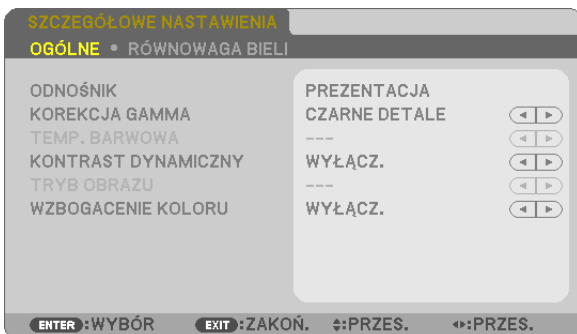 SZCZEGÓŁOWE NASTAWIENIA
OGÓLNE • RÓWNOWAGA BIELI
ODNOŚNIK PREZENTACJA
KOREKCJA GAMMA CZARNE DETALE
TEMP. BARWOWA ---
KONTRAST DYNAMICZNY WYŁĄCZ.
TRYB OBRAZU ---
WZBOGACENIE KOLORU WYŁĄCZ.
ENTER :WYBÓR EXIT :ZAKOŃ. :PRZES. :PRZES.